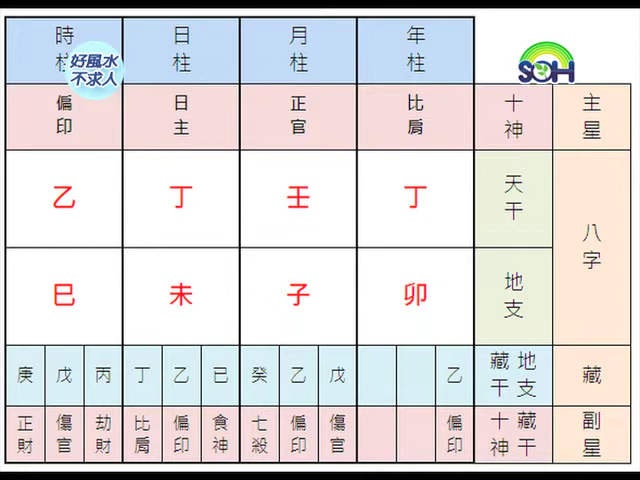 時柱 日柱 月柱 年柱
好風水
不求人
SOH
偏印 日主 正官 比肩 十神 主星
乙 丁 壬 丁 天干 八字
巳 未 子 卯 地支
庚 戊 丙 丁 乙 已 癸 乙 戊 乙 藏干 地支 藏
正財 傷官 劫財 比肩 偏印 食神 七殺 偏印 傷官 偏印 十神 藏干 副星